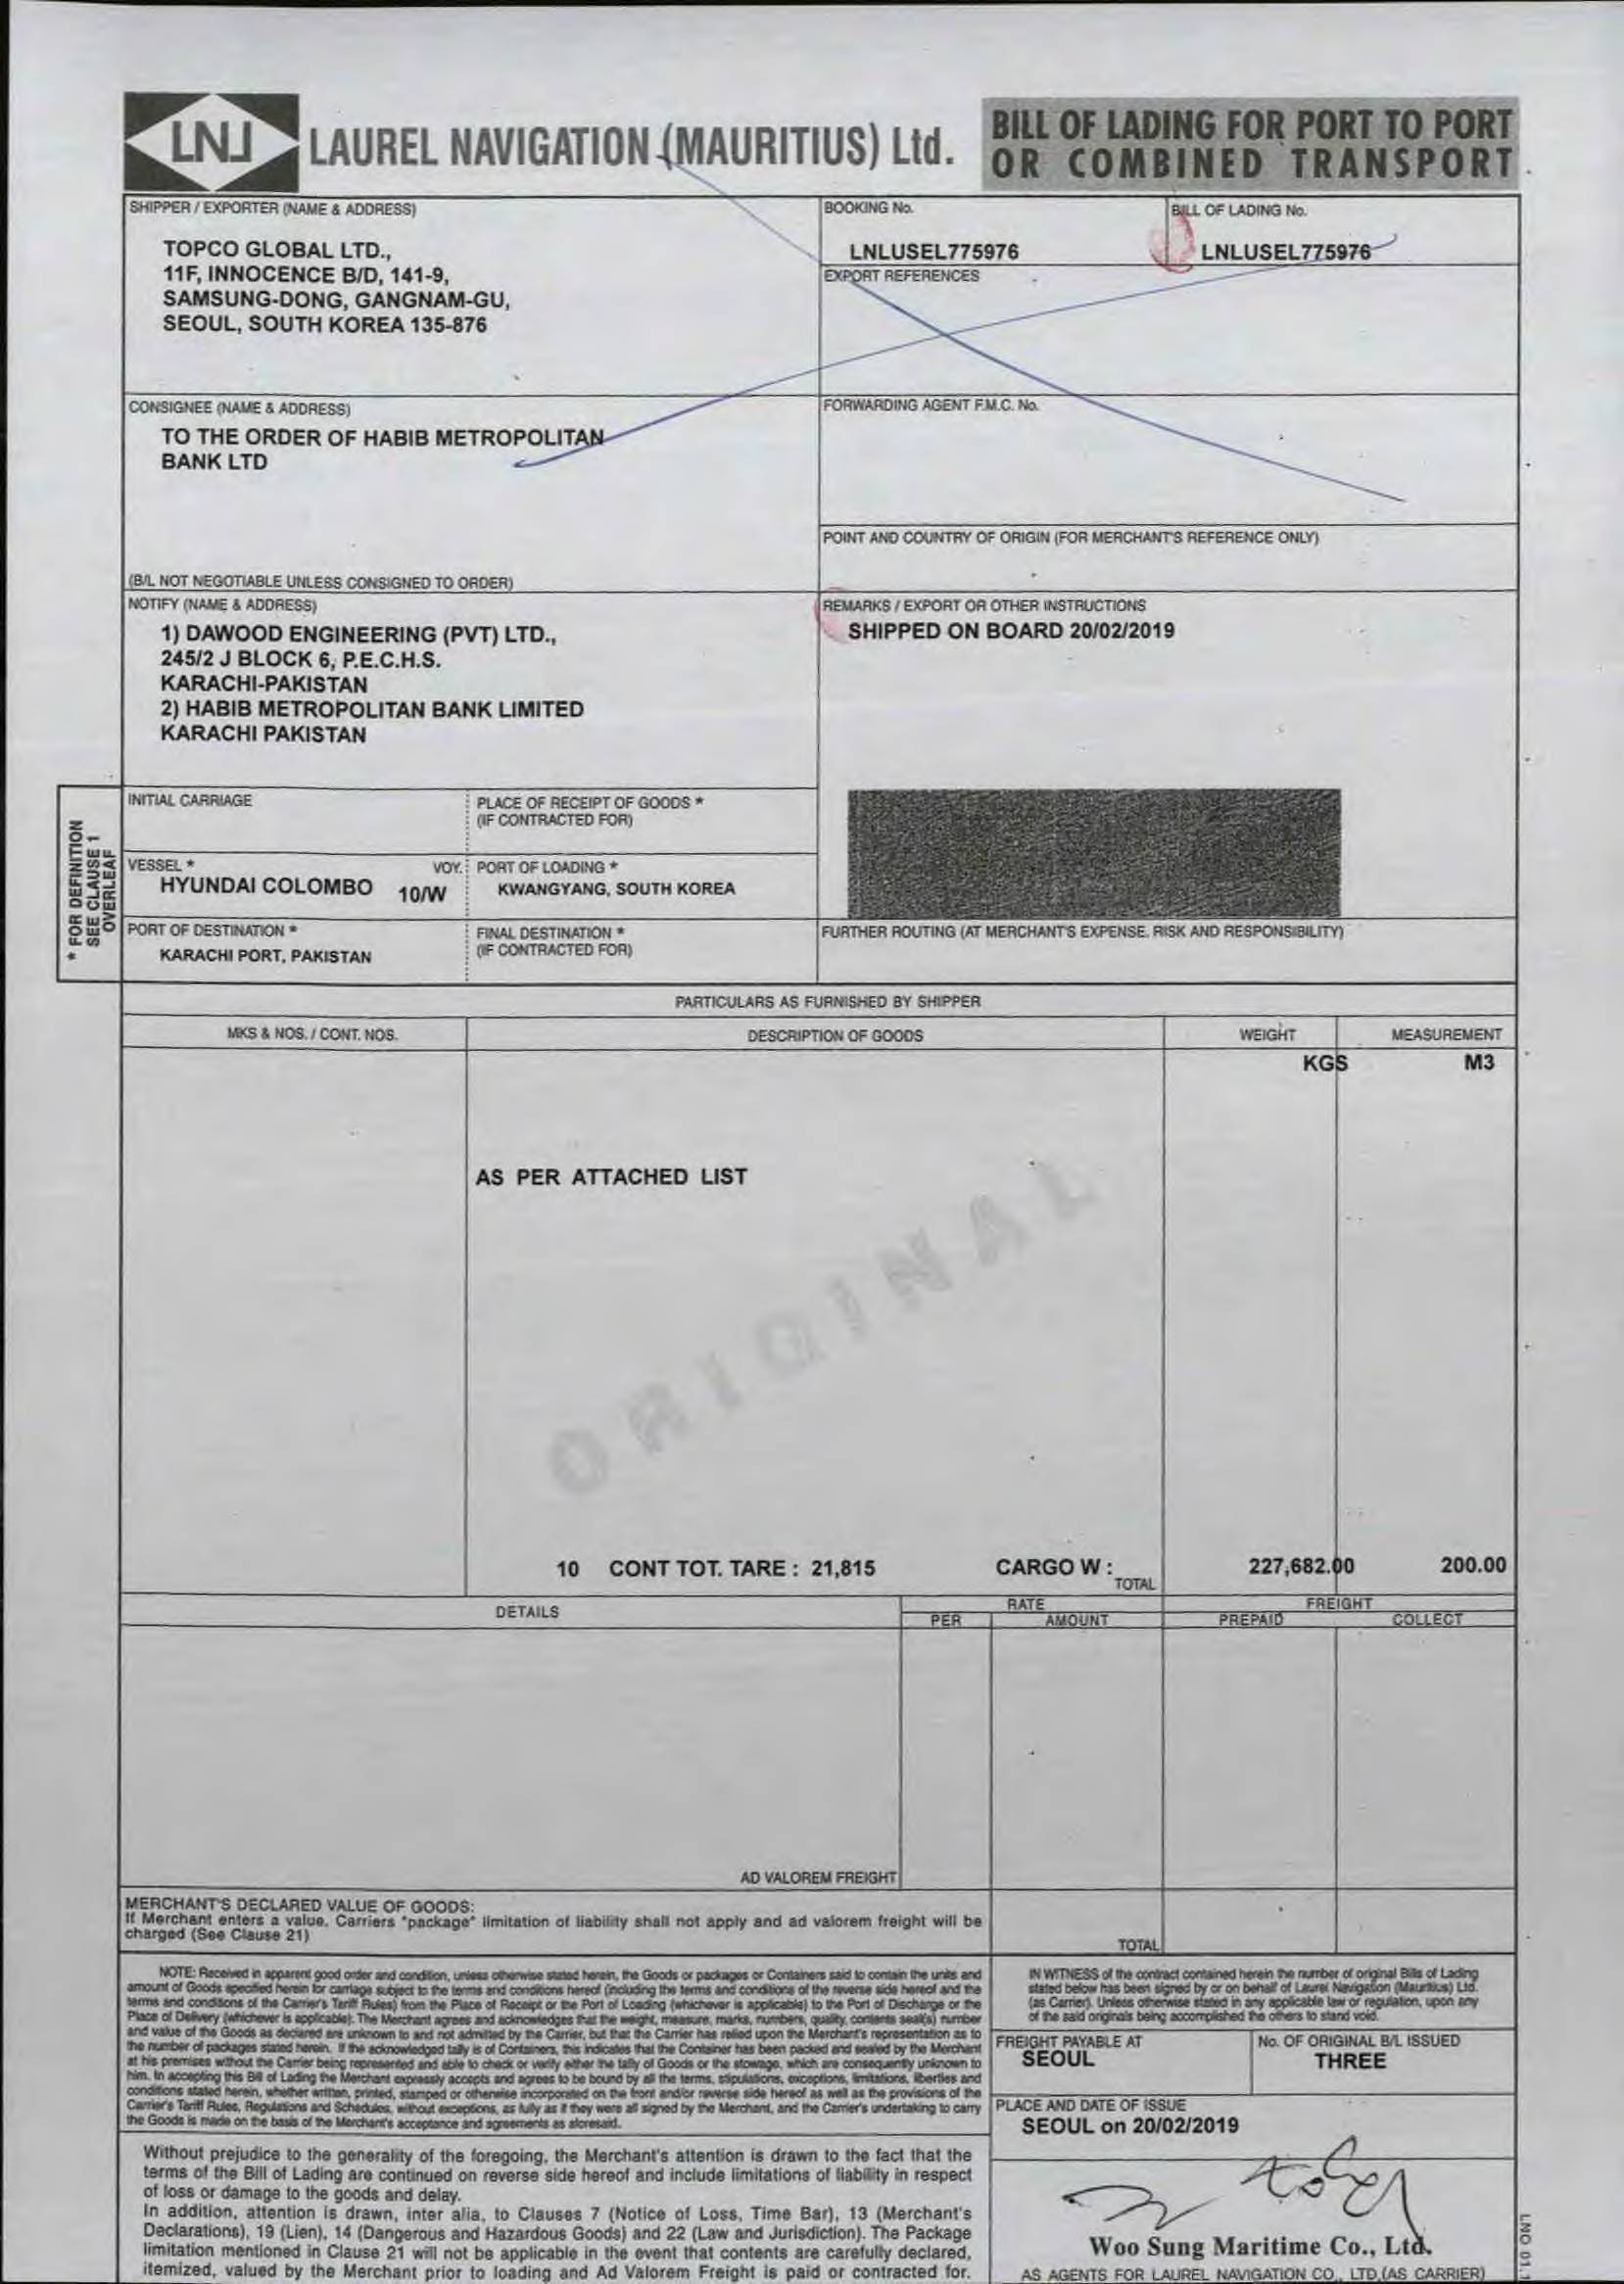 LNJ LAUREL NAVIGATION (MAURITIUS) Ltd.
BILL OF LADING FOR PORT TO PORT
OR COMBINED TRANSPORT
SHIPPER / EXPORTER (NAME & ADDRESS)
TOPCO GLOBAL LTD.,
11F, INNOCENCE B/D, 141-9,
SAMSUNG-DONG, GANGNAM-GU,
SEOUL, SOUTH KOREA 135-876
BOOKING No.
LNLUSEL775976
BILL OF LADING No.
LNLUSEL775976
EXPORT REFERENCES
CONSIGNEE (NAME & ADDRESS)
TO THE ORDER OF HABIB METROPOLITAN
BANK LTD
(B/L NOT NEGOTIABLE UNLESS CONSIGNED TO ORDER)
FORWARDING AGENT F.M.C. No.
POINT AND COUNTRY OF ORIGIN (FOR MERCHANT'S REFERENCE ONLY)
NOTIFY (NAME & ADDRESS)
1) DAWOOD ENGINEERING (PVT) LTD.,
245/2 J BLOCK 6, P.E.C.H.S.
KARACHI-PAKISTAN
2) HABIB METROPOLITAN BANK LIMITED
KARACHI PAKISTAN
REMARKS / EXPORT OR OTHER INSTRUCTIONS
SHIPPED ON BOARD 20/02/2019
* FOR DEFINITION
SEE CLAUSE 1
OVERLEAF
INITIAL CARRIAGE
PLACE OF RECEIPT OF GOODS *
(IF CONTRACTED FOR)
VESSEL * VOY.
HYUNDAI COLOMBO 10/W
PORT OF LOADING *
KWANGYANG, SOUTH KOREA
PORT OF DESTINATION *
KARACHI PORT, PAKISTAN
FINAL DESTINATION *
(IF CONTRACTED FOR)
FURTHER ROUTING (AT MERCHANT'S EXPENSE, RISK AND RESPONSIBILITY)
PARTICULARS AS FURNISHED BY SHIPPER
MKS & NOS. / CONT. NOS. DESCRIPTION OF GOODS WEIGHT MEASUREMENT
KGS M3
AS PER ATTACHED LIST
ORIGINAL
10 CONT TOT. TARE : 21,815 CARGO W : TOTAL 227,682.00 200.00
DETAILS RATE FREIGHT
PER AMOUNT PREPAID COLLECT
AD VALOREM FREIGHT
MERCHANT'S DECLARED VALUE OF GOODS:
If Merchant enters a value, Carriers "package" limitation of liability shall not apply and ad valorem freight will be
charged (See Clause 21)
TOTAL
NOTE: Received in apparent good order and condition, unless otherwise stated herein, the Goods or packages or Containers said to contain the units and
amount of Goods specified herein for carriage subject to the terms and conditions hereof (including the terms and conditions of the reverse side hereof and the
terms and conditions of the Carrier's Tariff Rules) from the Place of Receipt or the Port of Loading (whichever is applicable) to the Port of Discharge or the
Place of Delivery (whichever is applicable). The Merchant agrees and acknowledges that the weight, measure, marks, numbers, quality, contents seal(s) number
and value of the Goods as declared are unknown to and not admitted by the Carrier, but that the Carrier has relied upon the Merchant's representation as to
the number of packages stated herein. If the acknowledged tally is of Containers, this indicates that the Container has been packed and sealed by the Merchant
at his premises without the Carrier being represented and able to check or verify either the tally of Goods or the stowage, which are consequently unknown to
him. In accepting this Bill of Lading the Merchant expressly accepts and agrees to be bound by all the terms, stipulations, exceptions, limitations, liberties and
conditions stated herein, whether written, printed, stamped or otherwise incorporated on the front and/or reverse side hereof as well as the provisions of the
Carrier's Tariff Rules, Regulations and Schedules, without exceptions, as fully as if they were all signed by the Merchant, and the Carrier's undertaking to carry
the Goods is made on the basis of the Merchant's acceptance and agreements as aforesaid.
Without prejudice to the generality of the foregoing, the Merchant's attention is drawn to the fact that the
terms of the Bill of Lading are continued on reverse side hereof and include limitations of liability in respect
of loss or damage to the goods and delay.
In addition, attention is drawn, inter alia, to Clauses 7 (Notice of Loss, Time Bar), 13 (Merchant's
Declarations), 19 (Lien), 14 (Dangerous and Hazardous Goods) and 22 (Law and Jurisdiction). The Package
limitation mentioned in Clause 21 will not be applicable in the event that contents are carefully declared,
itemized, valued by the Merchant prior to loading and Ad Valorem Freight is paid or contracted for.
IN WITNESS of the contract contained herein the number of original Bills of Lading
stated below has been signed by or on behalf of Laurel Navigation (Mauritius) Ltd.
(as Carrier). Unless otherwise stated in any applicable law or regulation, upon any
of the said originals being accomplished the others to stand void.
FREIGHT PAYABLE AT
SEOUL
No. OF ORIGINAL B/L ISSUED
THREE
PLACE AND DATE OF ISSUE
SEOUL on 20/02/2019
Woo Sung Maritime Co., Ltd.
AS AGENTS FOR LAUREL NAVIGATION CO., LTD,(AS CARRIER)
LNO 01.1